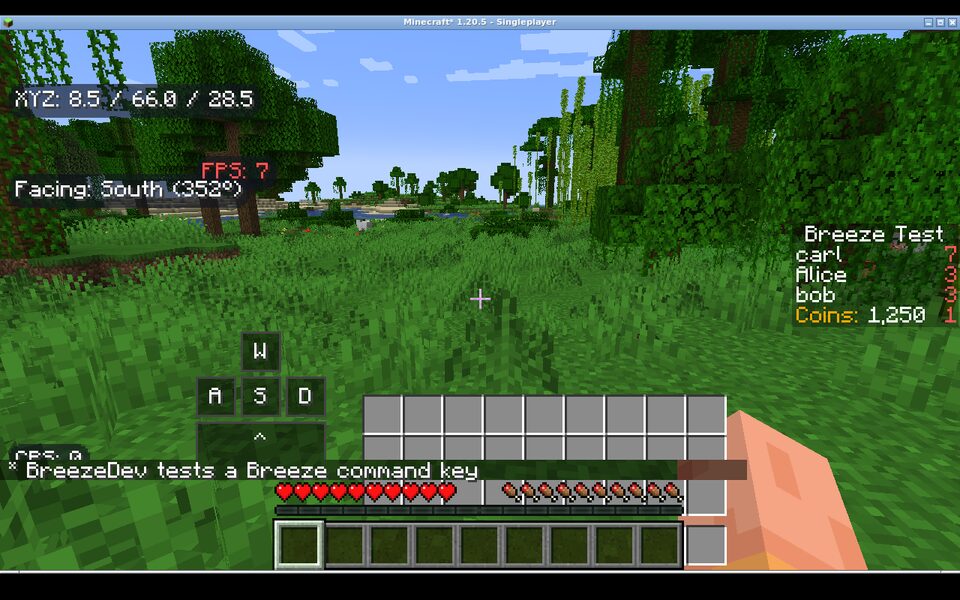 Minecraft* 1.20.5 - Singleplayer
XYZ: 8.5 / 66.0 / 28.5
FPS: 7
Facing: South (352°)
Breeze Test
carl 7
Alice 3
bob 3
Coins: 1,250 1
W
A S D
^
CPS: 0
* BreezeDev tests a Breeze command key